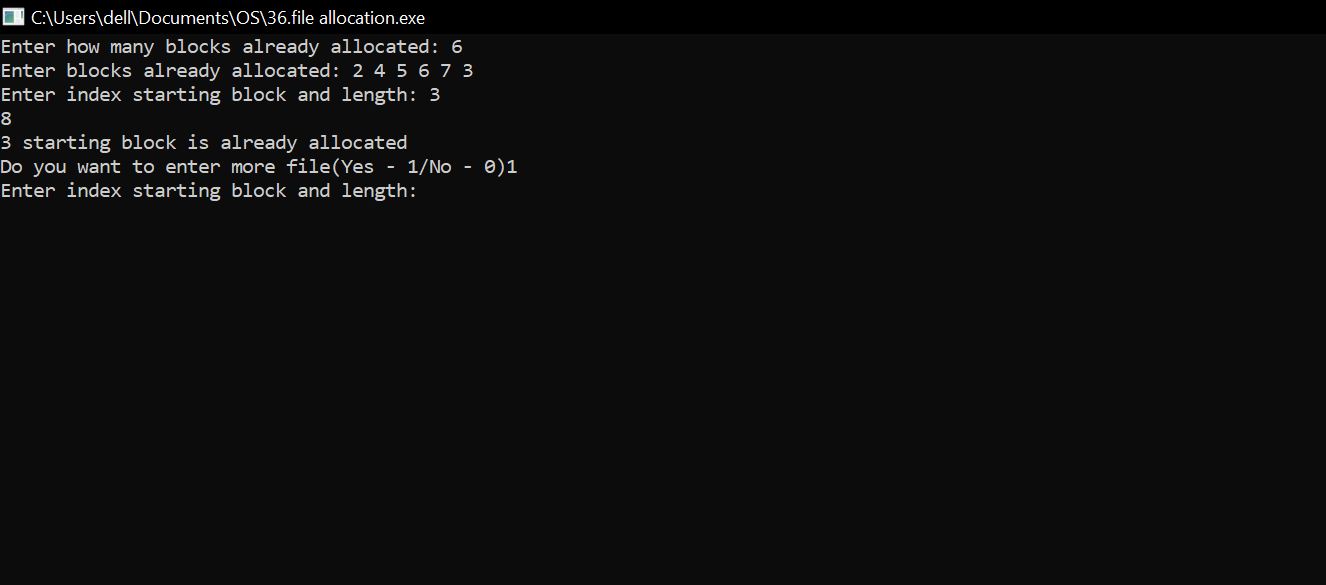 C:\Users\dell\Documents\OS\36.file allocation.exe
Enter how many blocks already allocated: 6
Enter blocks already allocated: 2 4 5 6 7 3
Enter index starting block and length: 3
8
3 starting block is already allocated
Do you want to enter more file(Yes - 1/No - 0)1
Enter index starting block and length: